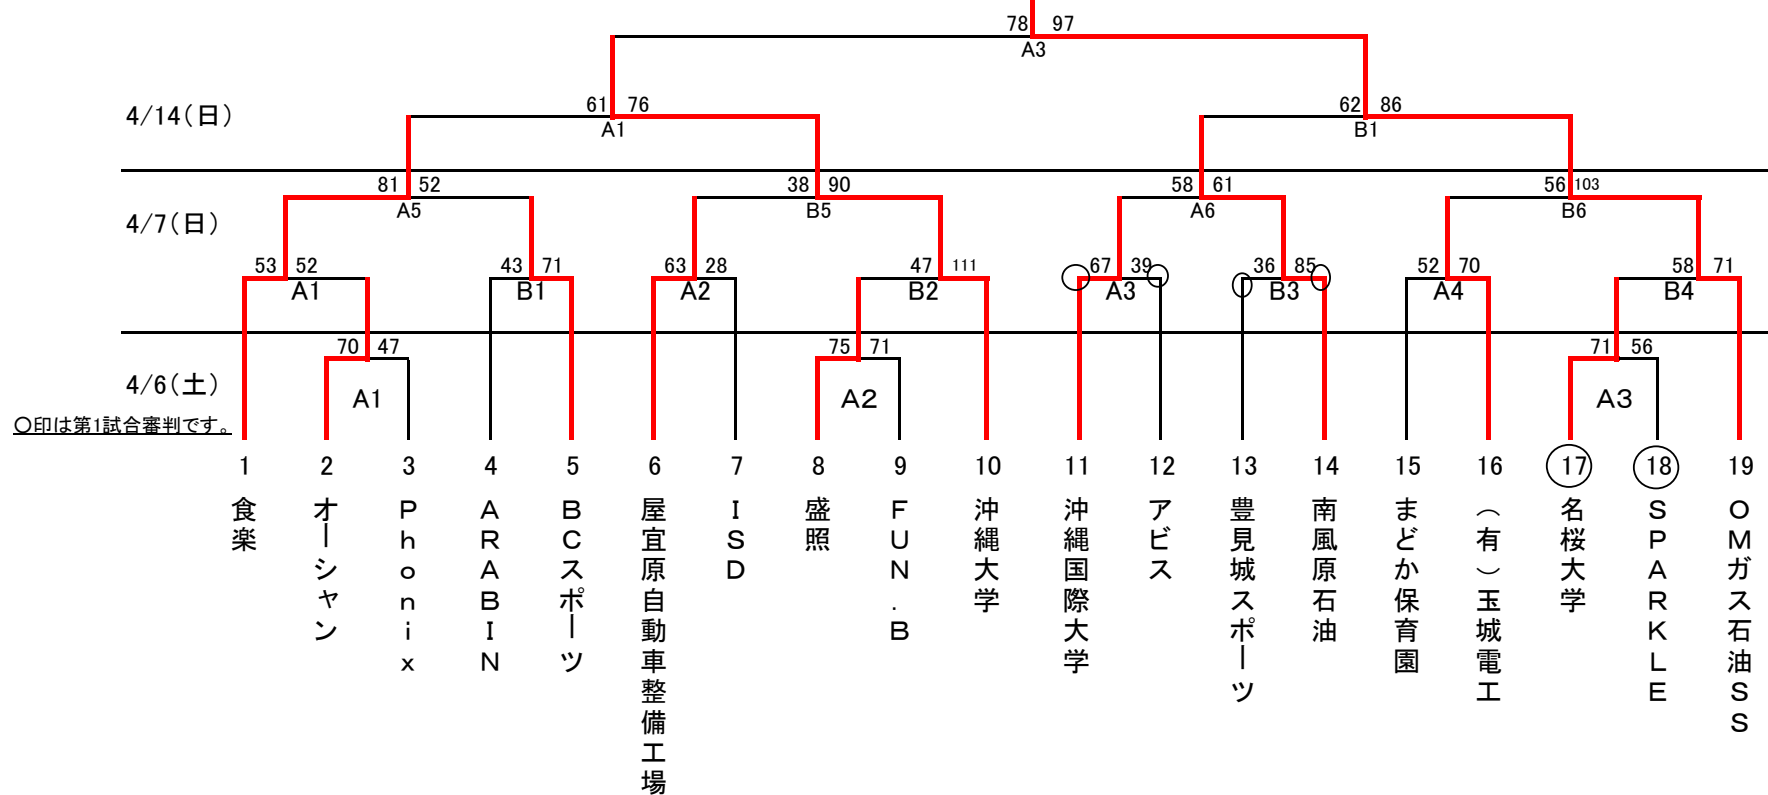 78 97
A3
4/14(日)
61 76
A1
62 86
B1
81 52
A5
38 90
B5
58 61
A6
56 103
B6
4/7(日)
53 52
A1
43 71
B1
63 28
A2
47 111
B2
67 39
A3
36 85
B3
52 70
A4
58 71
B4
70 47
A1
75 71
A2
71 56
A3
4/6(土)
〇印は第1試合審判です。
1 2 3 4 5 6 7 8 9 10 11 12 13 14 15 16 17 18 19
食楽
オーシャン
Phonix
ARABIN
BCスポーツ
屋宜原自動車整備工場
ISD
盛照
FUN.B
沖縄大学
沖縄国際大学
アビス
豊見城スポーツ
南風原石油
まどか保育園
(有)玉城電工
名桜大学
SPARKLE
OMガス石油SS